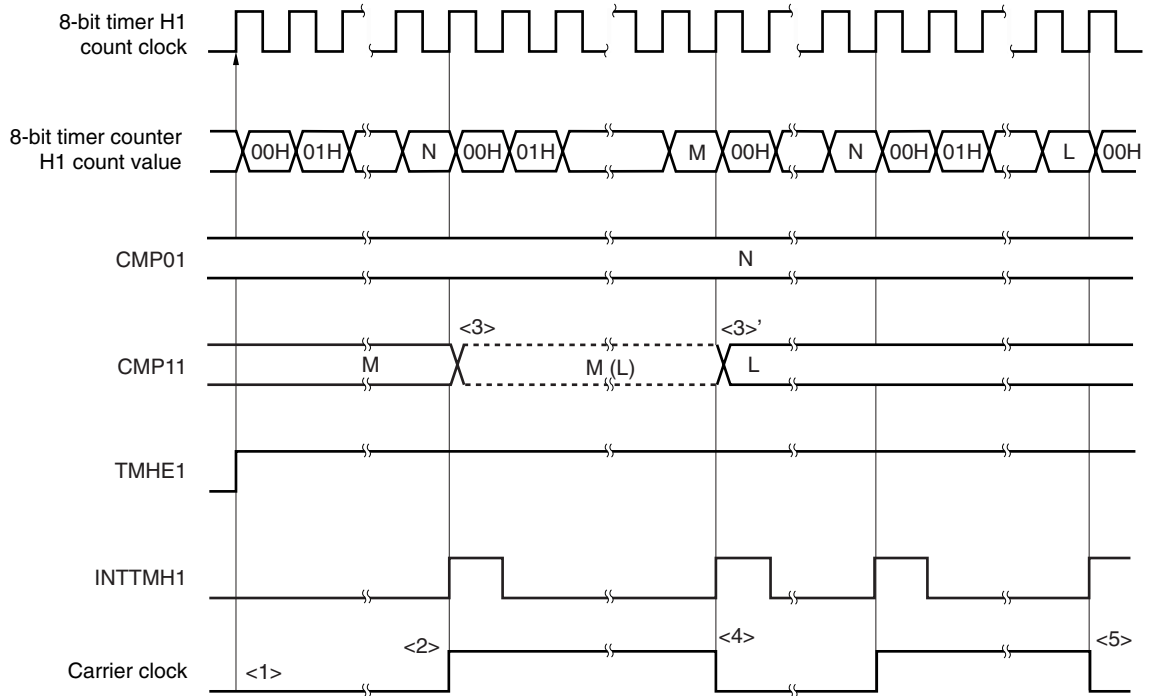 8-bit timer H1
count clock
8-bit timer counter
H1 count value
00H 01H N 00H 01H M 00H N 00H 01H L 00H
CMP01
N
<3> <3>’
CMP11
M M (L) L
TMHE1
INTTMH1
<2> <4> <5>
Carrier clock
<1>